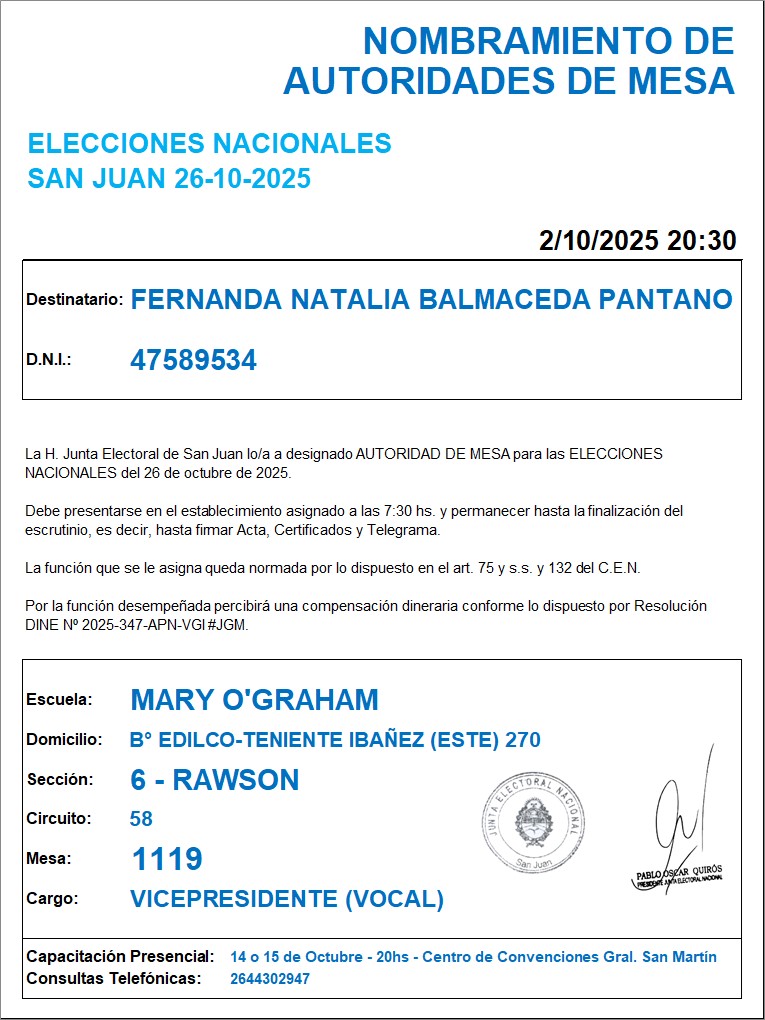 NOMBRAMIENTO DE
AUTORIDADES DE MESA
ELECCIONES NACIONALES
SAN JUAN 26-10-2025
2/10/2025 20:30
Destinatario: FERNANDA NATALIA BALMACEDA PANTANO
D.N.I.: 47589534
La H. Junta Electoral de San Juan lo/a a designado AUTORIDAD DE MESA para las ELECCIONES
NACIONALES del 26 de octubre de 2025.
Debe presentarse en el establecimiento asignado a las 7:30 hs. y permanecer hasta la finalización del
escrutinio, es decir, hasta firmar Acta, Certificados y Telegrama.
La función que se le asigna queda normada por lo dispuesto en el art. 75 y s.s. y 132 del C.E.N.
Por la función desempeñada percibirá una compensación dineraria conforme lo dispuesto por Resolución
DINE Nº 2025-347-APN-VGI#JGM.
Escuela: MARY O'GRAHAM
Domicilio: B° EDILCO-TENIENTE IBAÑEZ (ESTE) 270
Sección: 6 - RAWSON
Circuito: 58
Mesa: 1119
Cargo: VICEPRESIDENTE (VOCAL)
JUNTA ELECTORAL NACIONAL
San Juan
PABLO OSCAR QUIRÓS
PRESIDENTE JUNTA ELECTORAL NACIONAL
Capacitación Presencial: 14 o 15 de Octubre - 20hs - Centro de Convenciones Gral. San Martín
Consultas Telefónicas: 2644302947